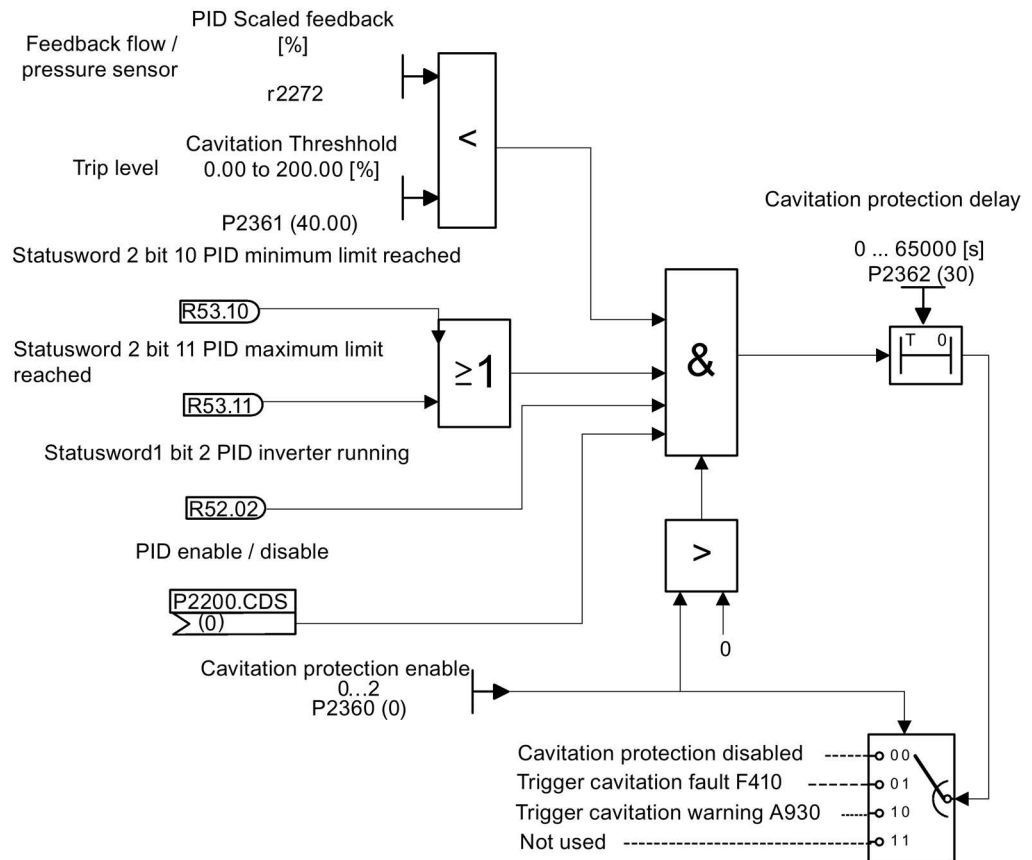 PID Scaled feedback
[%]
Feedback flow /
pressure sensor
r2272
<
Cavitation Threshhold
0.00 to 200.00 [%]
Trip level
P2361 (40.00)
Cavitation protection delay
0 ... 65000 [s]
P2362 (30)
T 0
Statusword 2 bit 10 PID minimum limit reached
R53.10
Statusword 2 bit 11 PID maximum limit
reached
≥1
&
R53.11
Statusword1 bit 2 PID inverter running
R52.02
>
PID enable / disable
P2200.CDS
(0)
0
Cavitation protection enable
0...2
P2360 (0)
Cavitation protection disabled 00
Trigger cavitation fault F410 01
Trigger cavitation warning A930 10
Not used 11